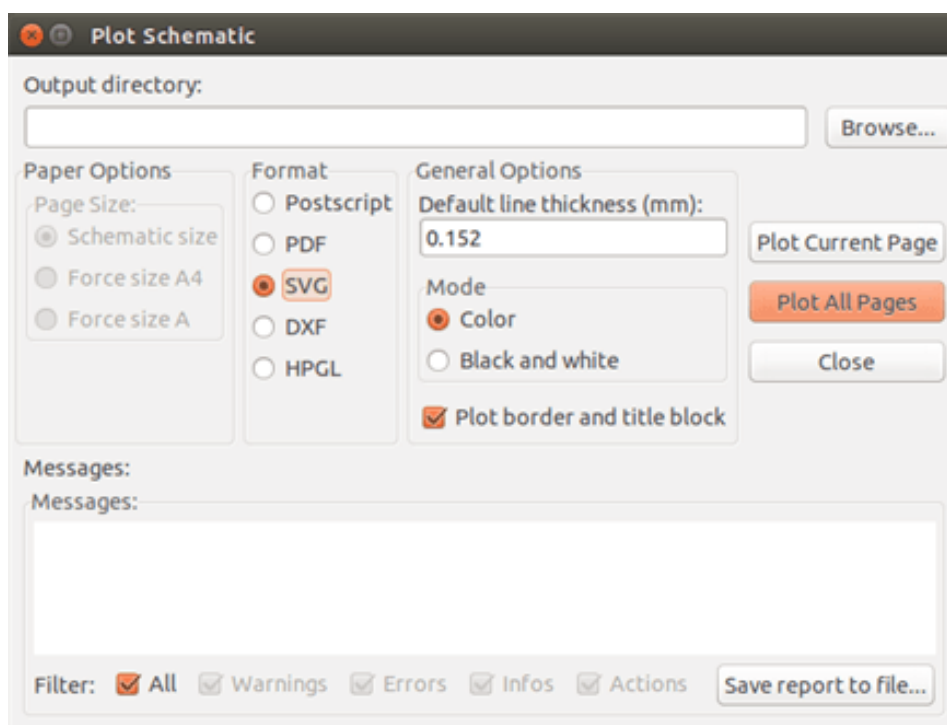 Plot Schematic
Output directory:
Browse...
Paper Options
Page Size:
Schematic size
Force size A4
Force size A
Format
Postscript
PDF
SVG
DXF
HPGL
General Options
Default line thickness (mm):
0.152
Mode
Color
Black and white
Plot border and title block
Plot Current Page
Plot All Pages
Close
Messages:
Messages:
Filter: All Warnings Errors Infos Actions Save report to file...